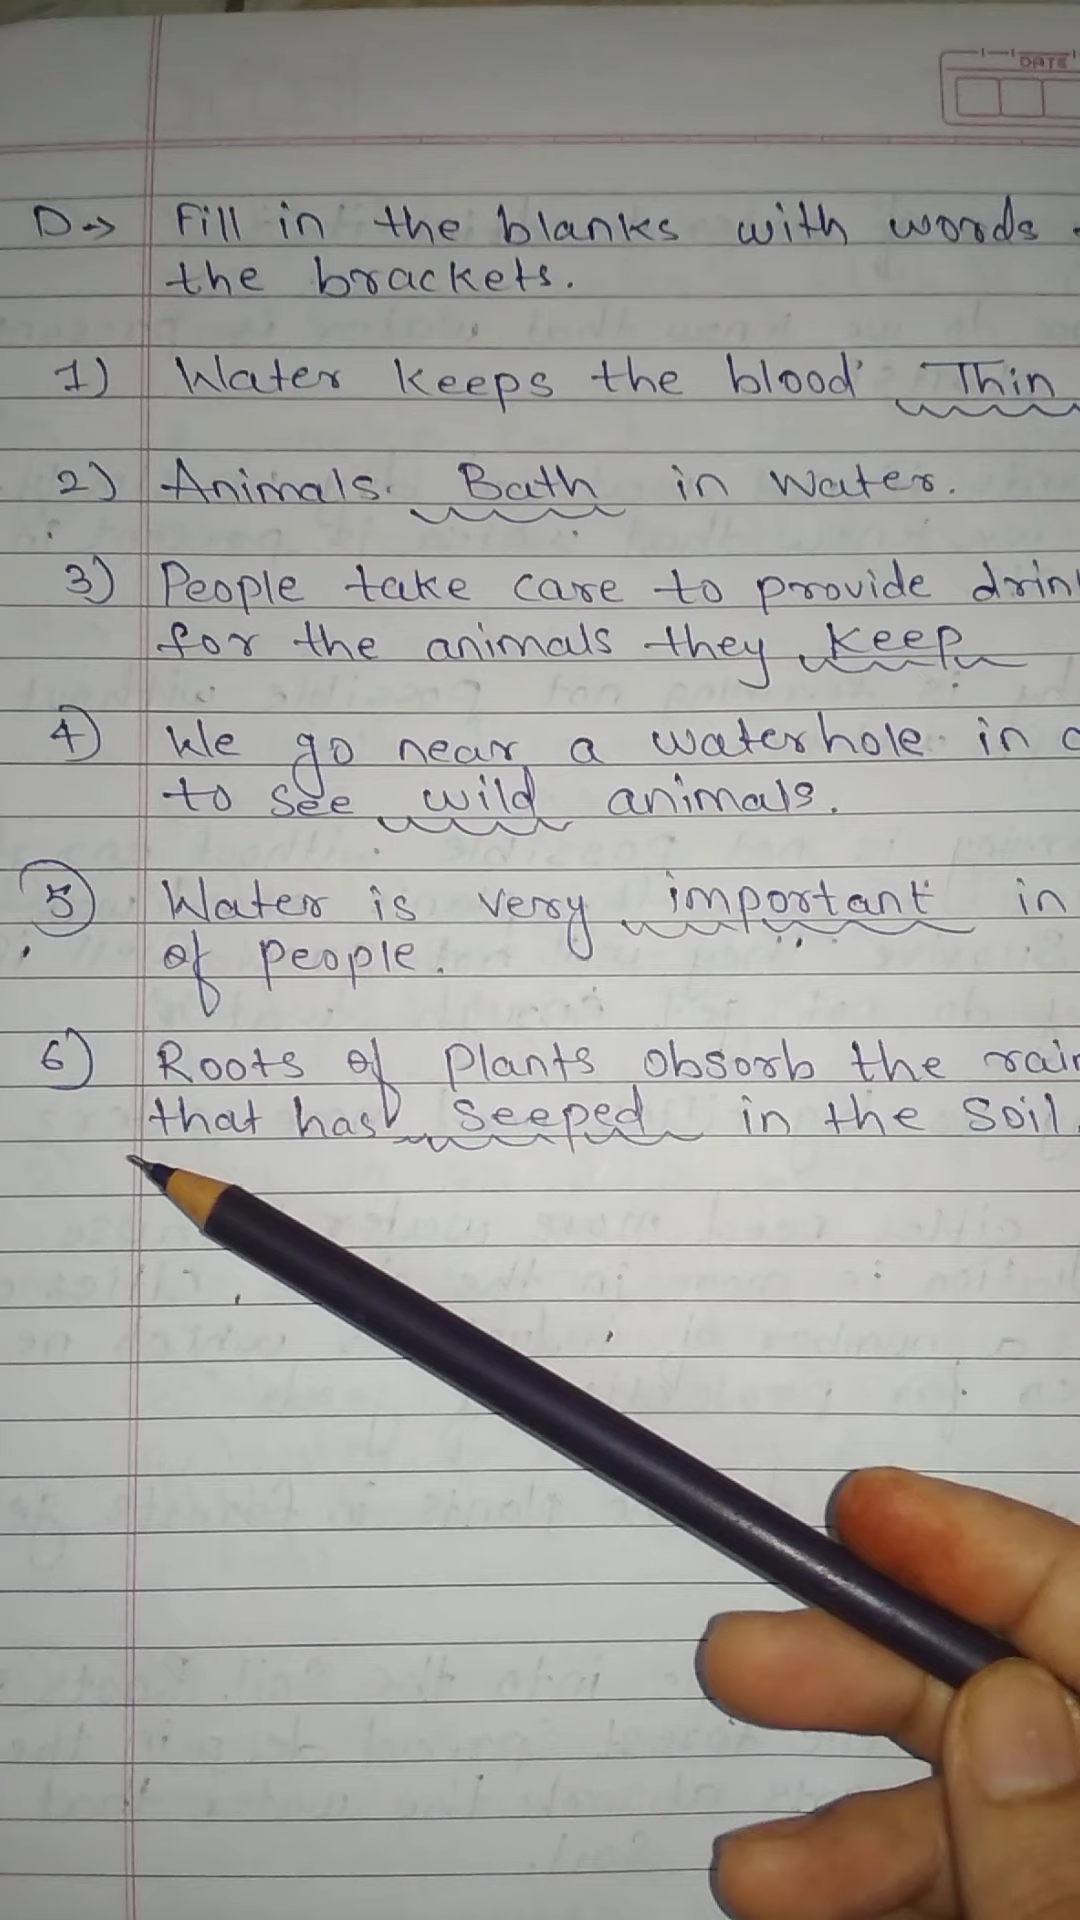 DATE
D→ Fill in the blanks with words
the brackets.
1) Water keeps the blood Thin
2) Animals Bath in water.
3) People take care to provide
for the animals they keep
4) We go near a waterhole in
to see wild animals.
5) Water is very important in
of people.
6) Roots of plants obsorb the
that has seeped in the soil.